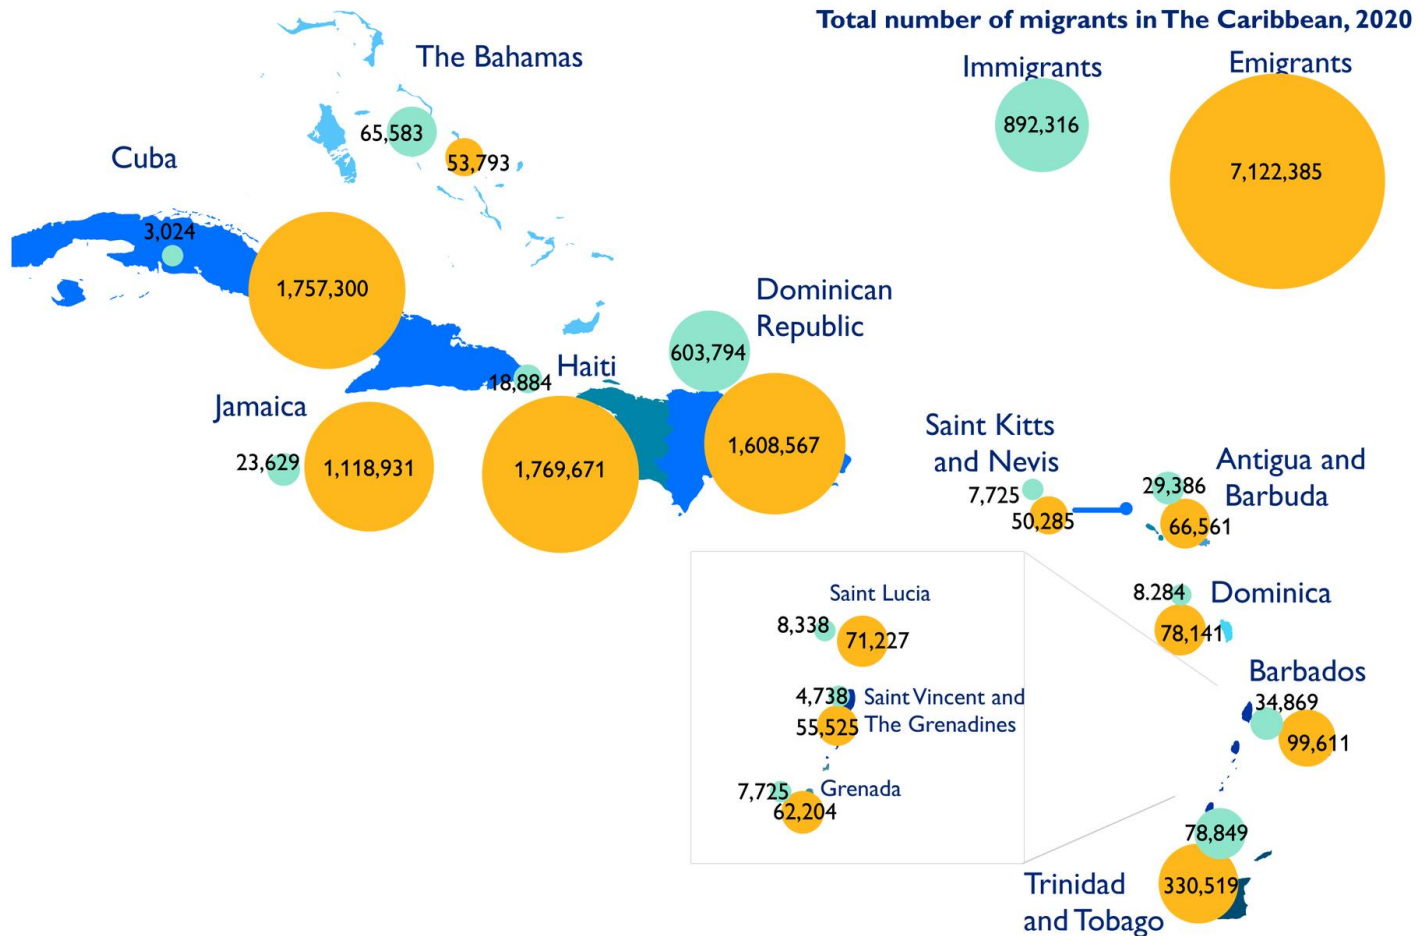 Total number of migrants in The Caribbean, 2020
Immigrants
892,316
Emigrants
7,122,385
The Bahamas
65,583
53,793
Cuba
3,024
1,757,300
Dominican
Republic
603,794
1,608,567
Haiti
18,884
1,769,671
Jamaica
23,629
1,118,931
Saint Kitts
and Nevis
7,725
50,285
Antigua and
Barbuda
29,386
66,561
Dominica
8.284
78,141
Saint Lucia
8,338
71,227
Saint Vincent and
The Grenadines
4,738
55,525
Grenada
7,725
62,204
Barbados
34,869
99,611
Trinidad
and Tobago
78,849
330,519